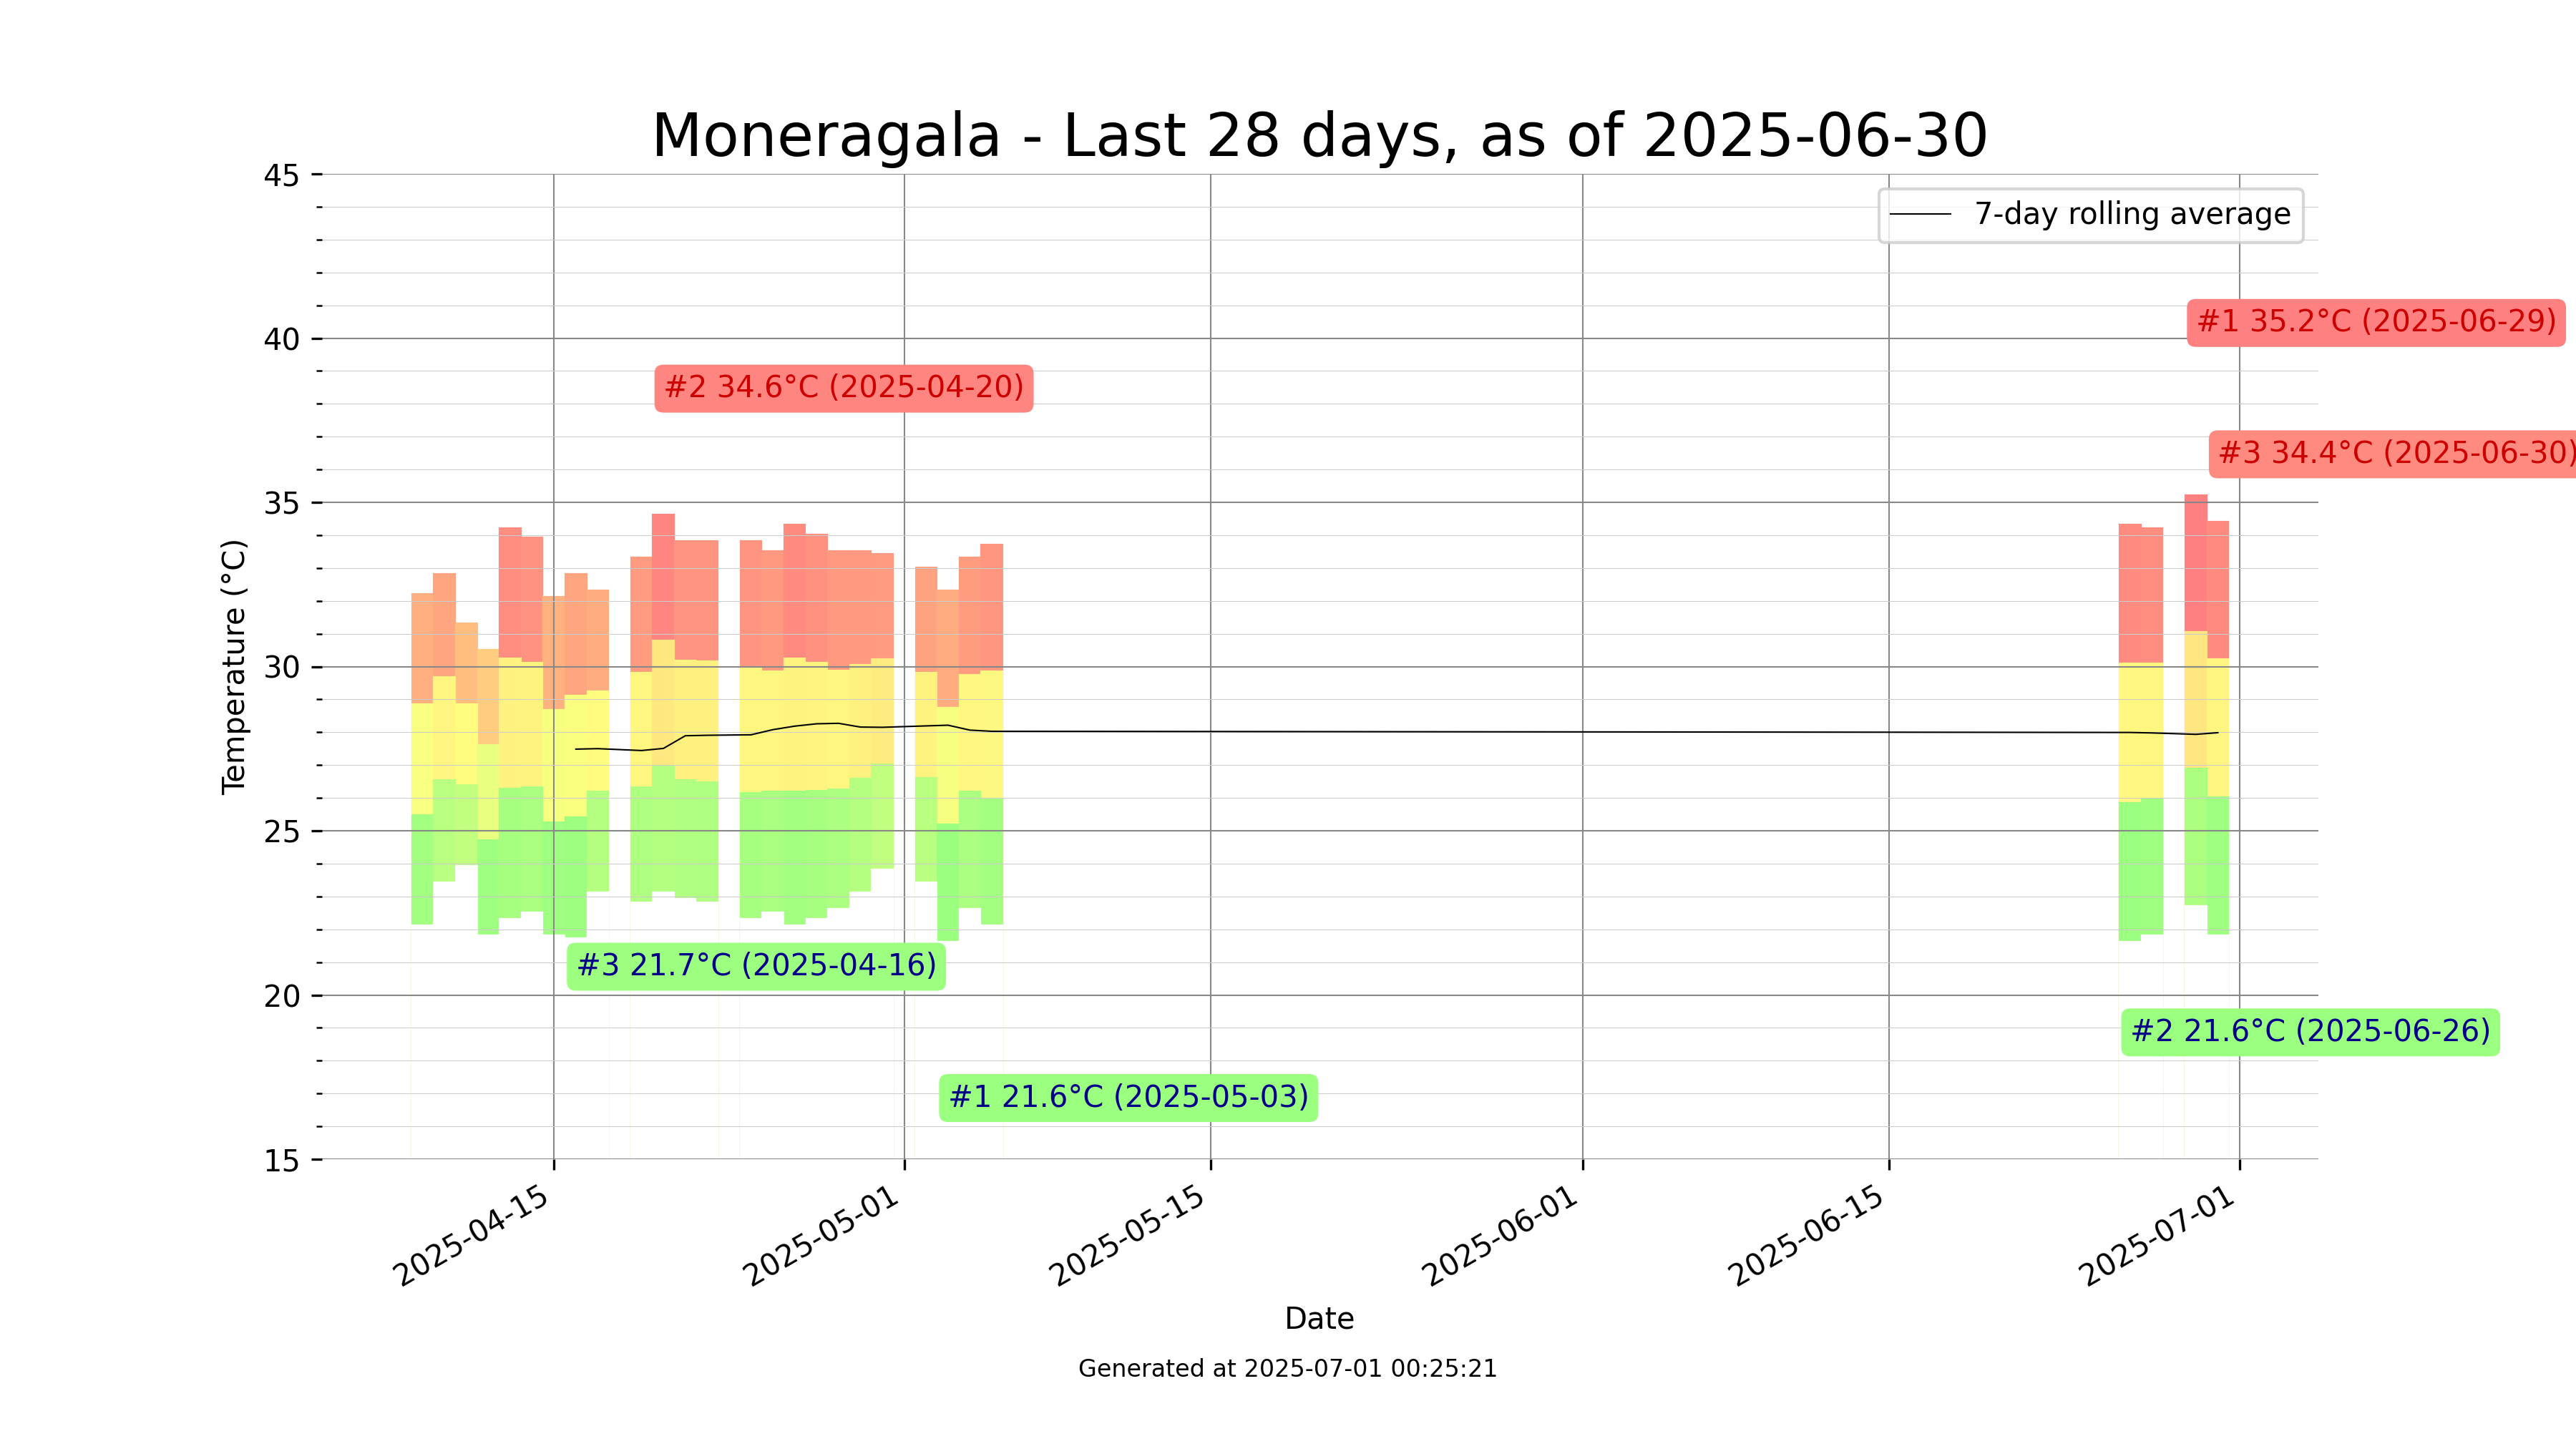 Moneragala - Last 28 days, as of 2025-06-30
45
7-day rolling average
#1 35.2°C (2025-06-29)
40
#2 34.6°C (2025-04-20)
#3 34.4°C (2025-06-30)
35
Temperature (°C)
30
25
#3 21.7°C (2025-04-16)
20
#2 21.6°C (2025-06-26)
#1 21.6°C (2025-05-03)
15
2025-04-15
2025-05-01
2025-05-15
2025-06-01
2025-06-15
2025-07-01
Date
Generated at 2025-07-01 00:25:21